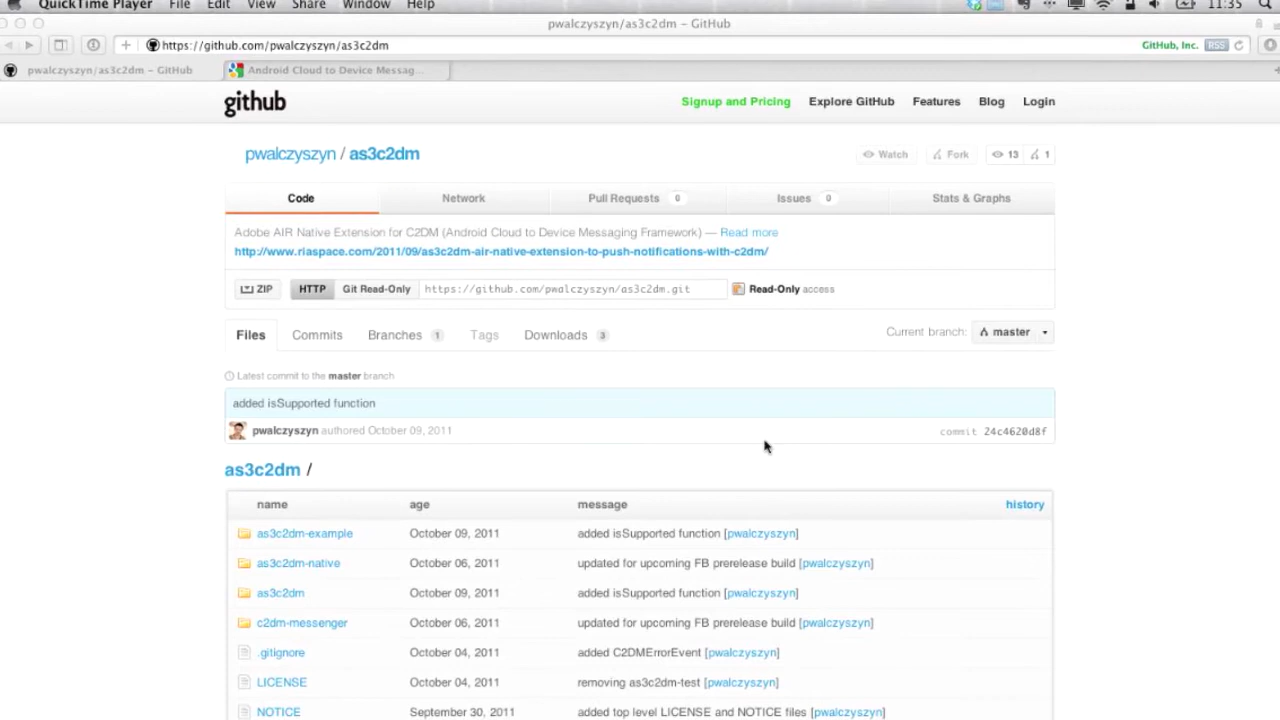 QuickTime Player File Edit View Share Window Help 11:35
pwalczyszyn/as3c2dm – GitHub
https://github.com/pwalczyszyn/as3c2dm GitHub, Inc. RSS
pwalczyszyn/as3c2dm – GitHub Android Cloud to Device Messag...
github Signup and Pricing Explore GitHub Features Blog Login
pwalczyszyn / as3c2dm Watch Fork 13 1
Code Network Pull Requests 0 Issues 0 Stats & Graphs
Adobe AIR Native Extension for C2DM (Android Cloud to Device Messaging Framework) — Read more
http://www.riaspace.com/2011/09/as3c2dm-air-native-extension-to-push-notifications-with-c2dm/
ZIP HTTP Git Read-Only https://github.com/pwalczyszyn/as3c2dm.git Read-Only access
Files Commits Branches 1 Tags Downloads 3 Current branch: master
Latest commit to the master branch
added isSupported function
pwalczyszyn authored October 09, 2011 commit 24c4620d8f
as3c2dm /
name age message history
as3c2dm-example October 09, 2011 added isSupported function [pwalczyszyn]
as3c2dm-native October 06, 2011 updated for upcoming FB prerelease build [pwalczyszyn]
as3c2dm October 09, 2011 added isSupported function [pwalczyszyn]
c2dm-messenger October 06, 2011 updated for upcoming FB prerelease build [pwalczyszyn]
.gitignore October 04, 2011 added C2DMErrorEvent [pwalczyszyn]
LICENSE October 04, 2011 removing as3c2dm-test [pwalczyszyn]
NOTICE September 30, 2011 added top level LICENSE and NOTICE files [pwalczyszyn]